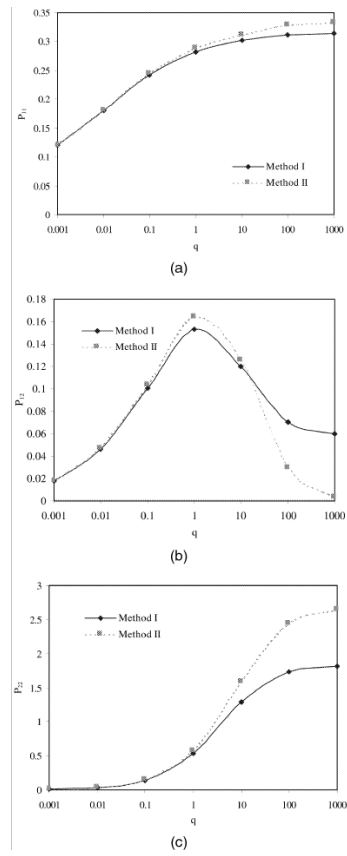 0.35
0.3
0.25
0.2
0.15
0.1
0.05
0
P11
Method I
Method II
0.001 0.01 0.1 1 10 100 1000
q
(a)
0.18
0.16
0.14
0.12
0.1
0.08
0.06
0.04
0.02
0
P12
Method I
Method II
0.001 0.01 0.1 1 10 100 1000
q
(b)
3
2.5
2
1.5
1
0.5
0
P22
Method I
Method II
0.001 0.01 0.1 1 10 100 1000
q
(c)